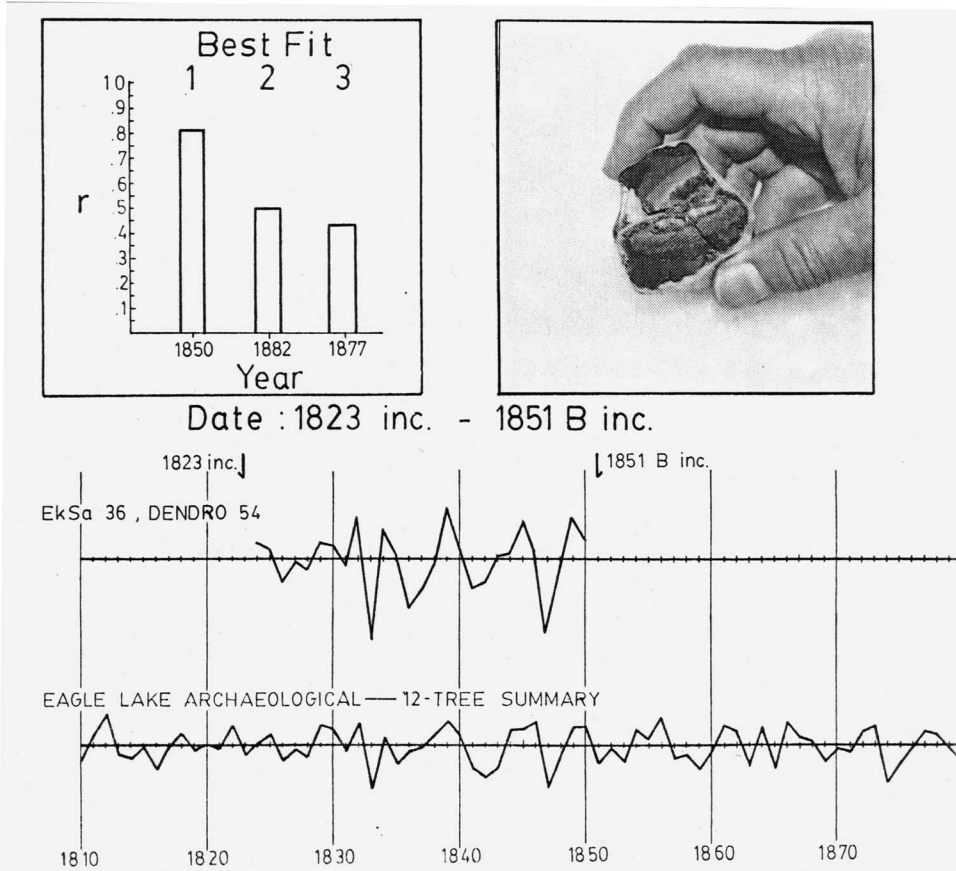 Best Fit
1 2 3
10
.9
.8
.7
.6
.5
.4
.3
.2
.1
r
1850 1882 1877
Year
Date : 1823 inc. - 1851 B inc.
1823 inc. 1851 B inc.
EkSa 36 , DENDRO 54
EAGLE LAKE ARCHAEOLOGICAL — 12-TREE SUMMARY
1810 1820 1830 1840 1850 1860 1870